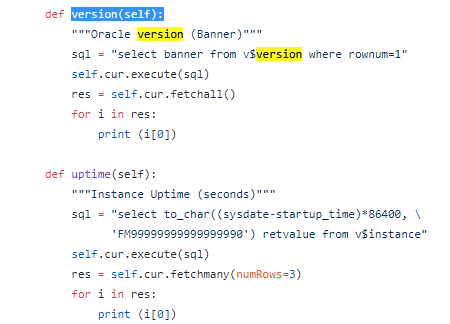 def version(self):
"""Oracle version (Banner)"""
sql = "select banner from v$version where rownum=1"
self.cur.execute(sql)
res = self.cur.fetchall()
for i in res:
print (i[0])
def uptime(self):
"""Instance Uptime (seconds)"""
sql = "select to_char((sysdate-startup_time)*86400, \
'FM99999999999999990') retvalue from v$instance"
self.cur.execute(sql)
res = self.cur.fetchmany(numRows=3)
for i in res:
print (i[0])